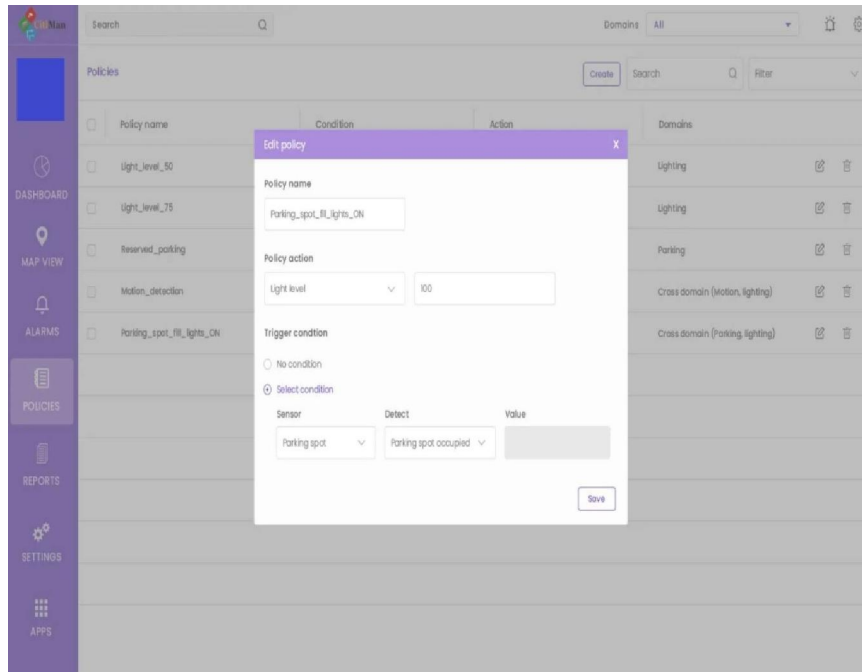 Man
Search
Domains
All
Policies
Create
Search
Filter
Policy name
Condition
Action
Domains
Light_level_50
Lighting
Light_level_75
Lighting
Reserved_parking
Parking
Motion_detection
Cross domain (Motion, lighting)
Parking_spot_fill_lights_ON
Cross domain (Parking, lighting)
DASHBOARD
MAP VIEW
ALARMS
POLICIES
REPORTS
SETTINGS
APPS
Edit policy
X
Policy name
Parking_spot_fil_lights_ON
Policy action
Light level
100
Trigger condtion
No condition
Select condition
Sensor
Detect
Value
Parking spot
Parking spot occupied
Save